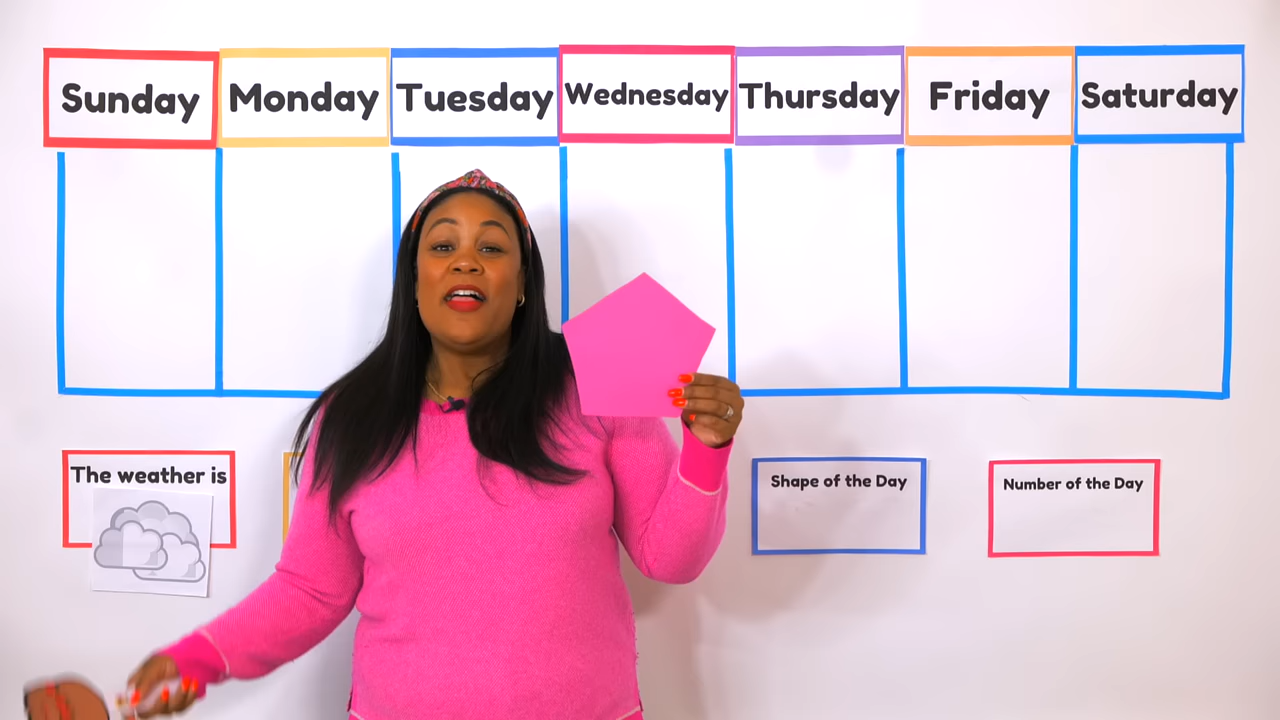 Sunday
Monday
Tuesday
Wednesday
Thursday
Friday
Saturday
The weather is
Shape of the Day
Number of the Day